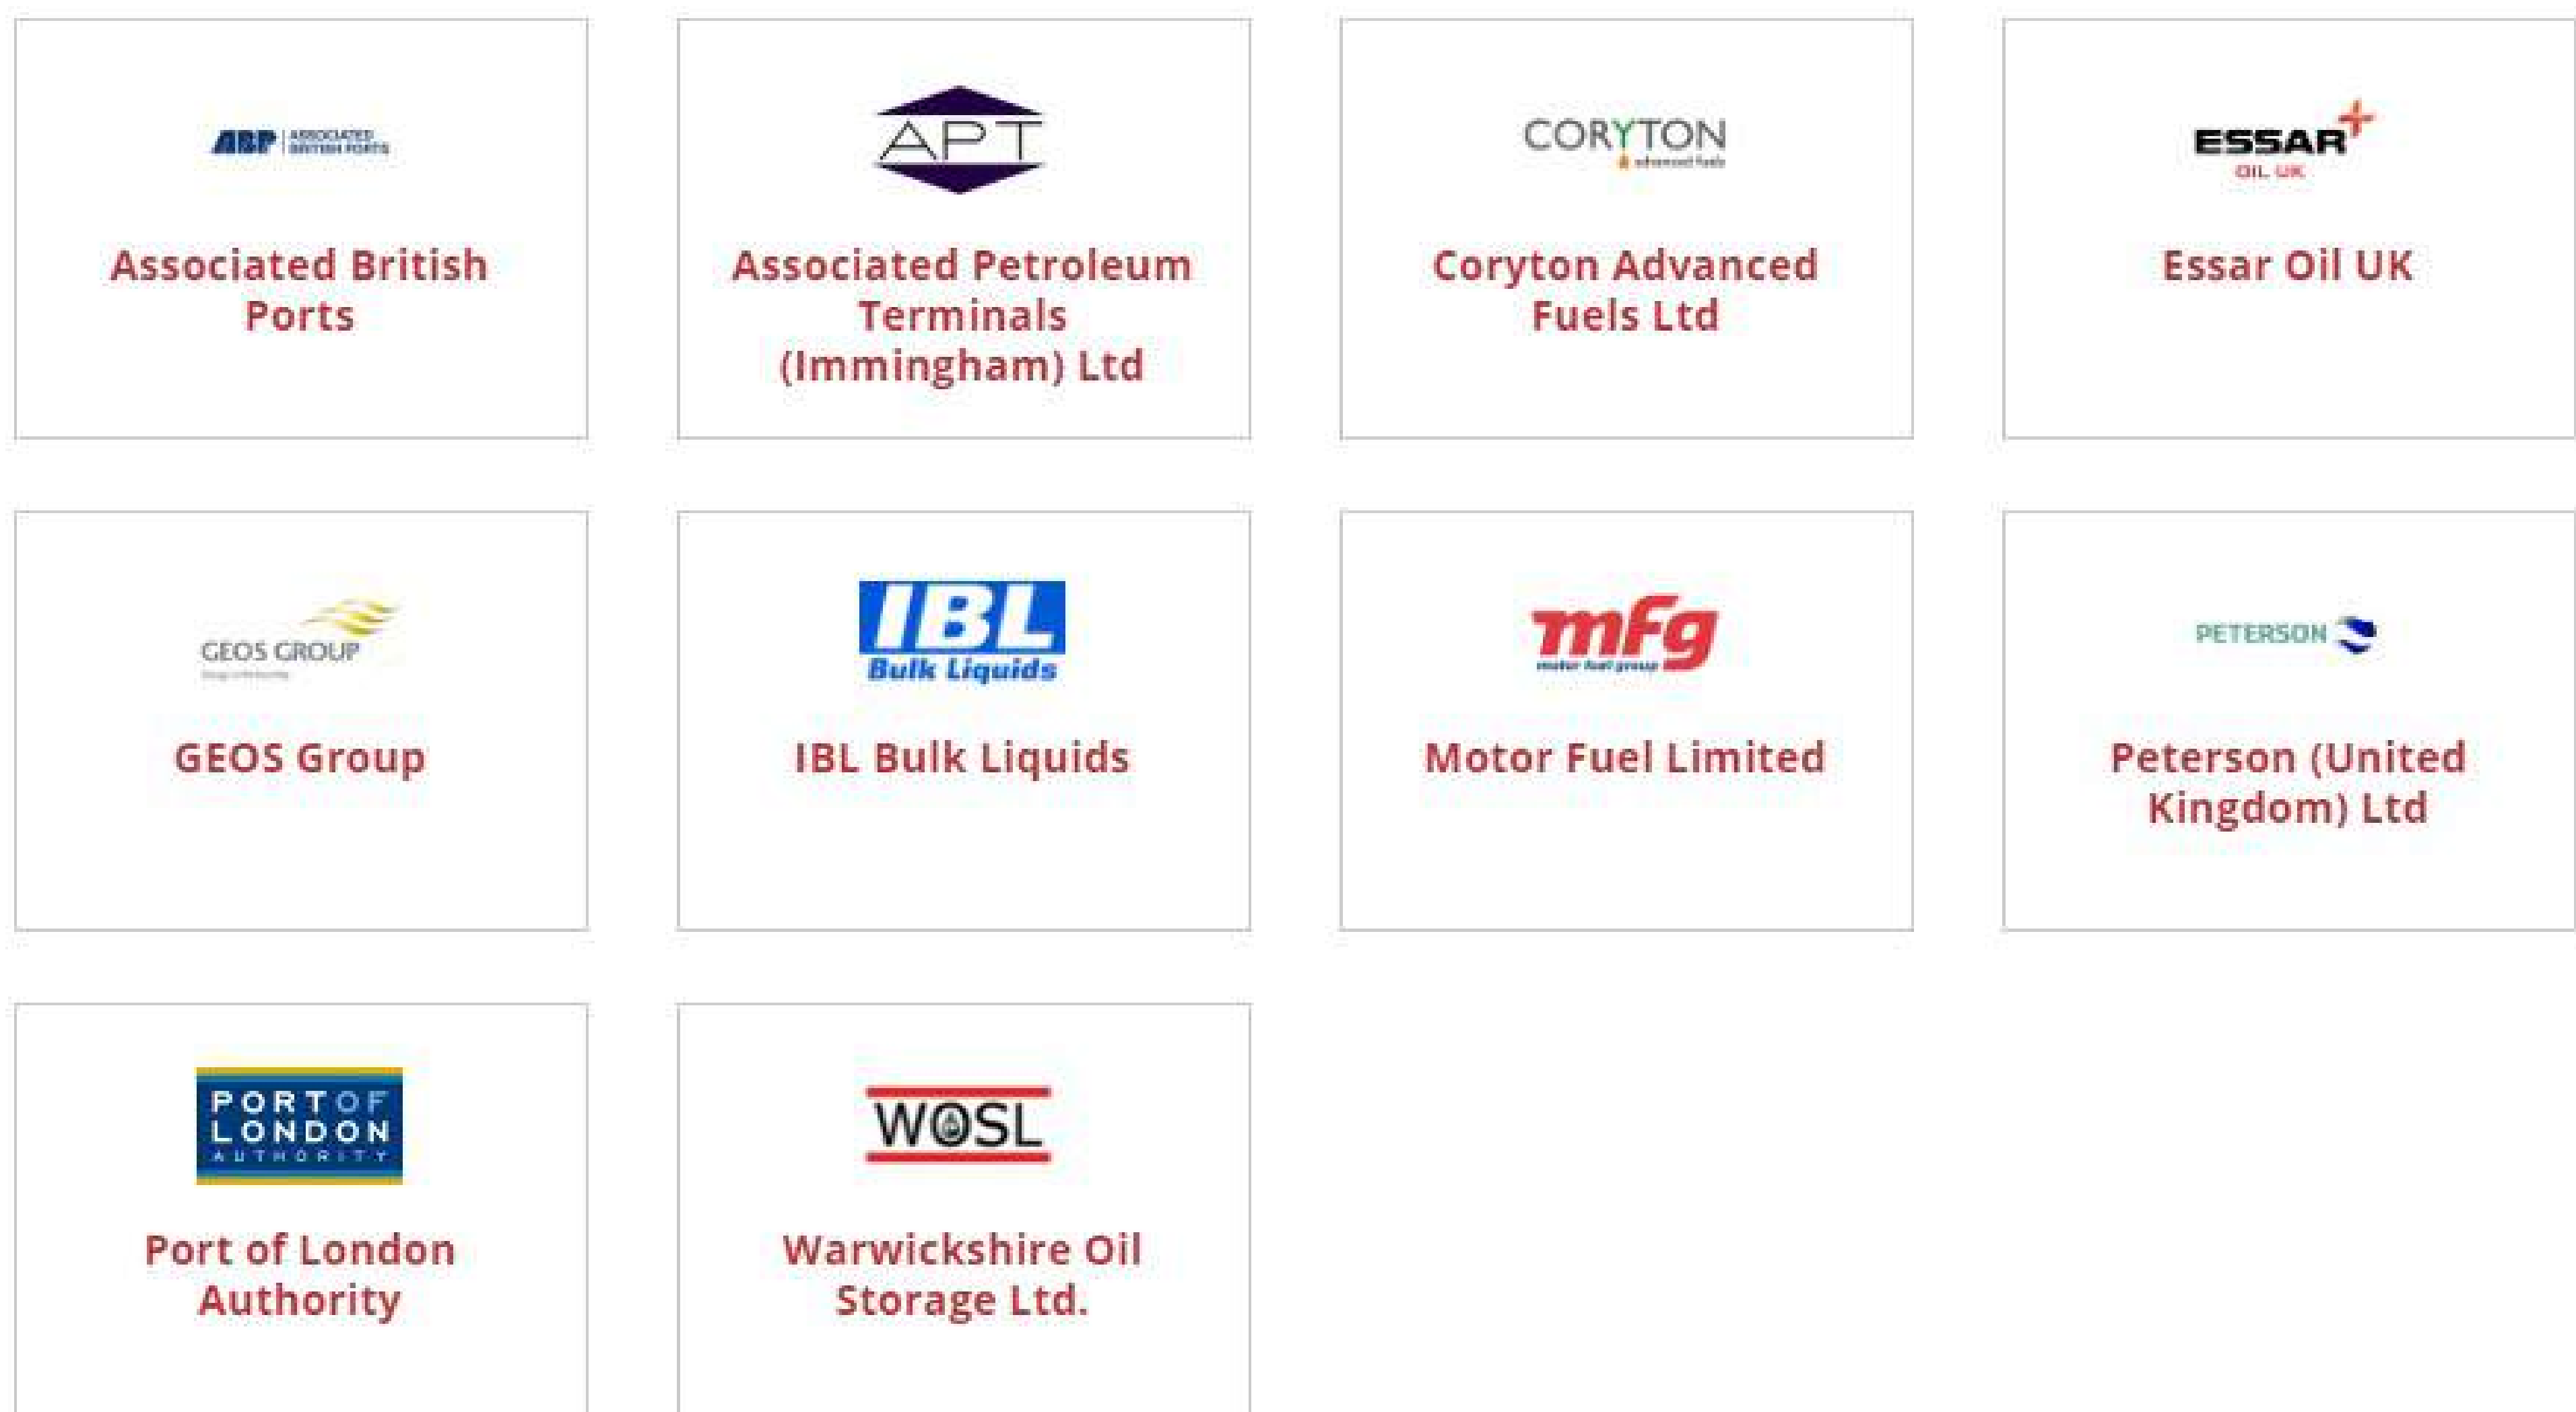 ABP ASSOCIATED
BRITISH PORTS
Associated British
Ports
APT
Associated Petroleum
Terminals
(Immingham) Ltd
CORYTON
advanced fuels
Coryton Advanced
Fuels Ltd
ESSAR
OIL UK
Essar Oil UK
GEOS GROUP
GEOS Group
IBL
Bulk Liquids
IBL Bulk Liquids
mfg
motor fuel group
Motor Fuel Limited
PETERSON
Peterson (United
Kingdom) Ltd
PORT OF
LONDON
AUTHORITY
Port of London
Authority
WOSL
Warwickshire Oil
Storage Ltd.